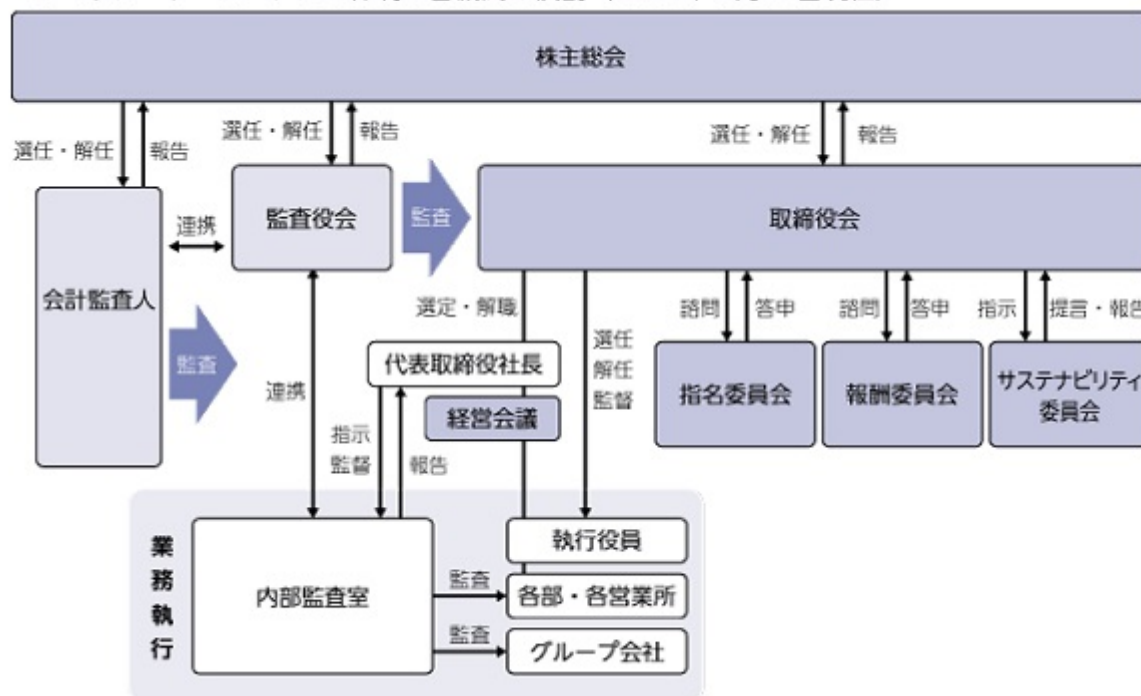 株主総会
選任・解任
報告
選任・解任
報告
選任・解任
報告
会計監査人
連携
監査役会
監査
取締役会
監査
連携
選定・解職
代表取締役社長
経営会議
選任
解任
監督
諮問
答申
諮問
答申
指示
提言・報告
指名委員会
報酬委員会
サステナビリティ
委員会
指示
監督
報告
業務執行
内部監査室
監査
監査
執行役員
各部・各営業所
グループ会社